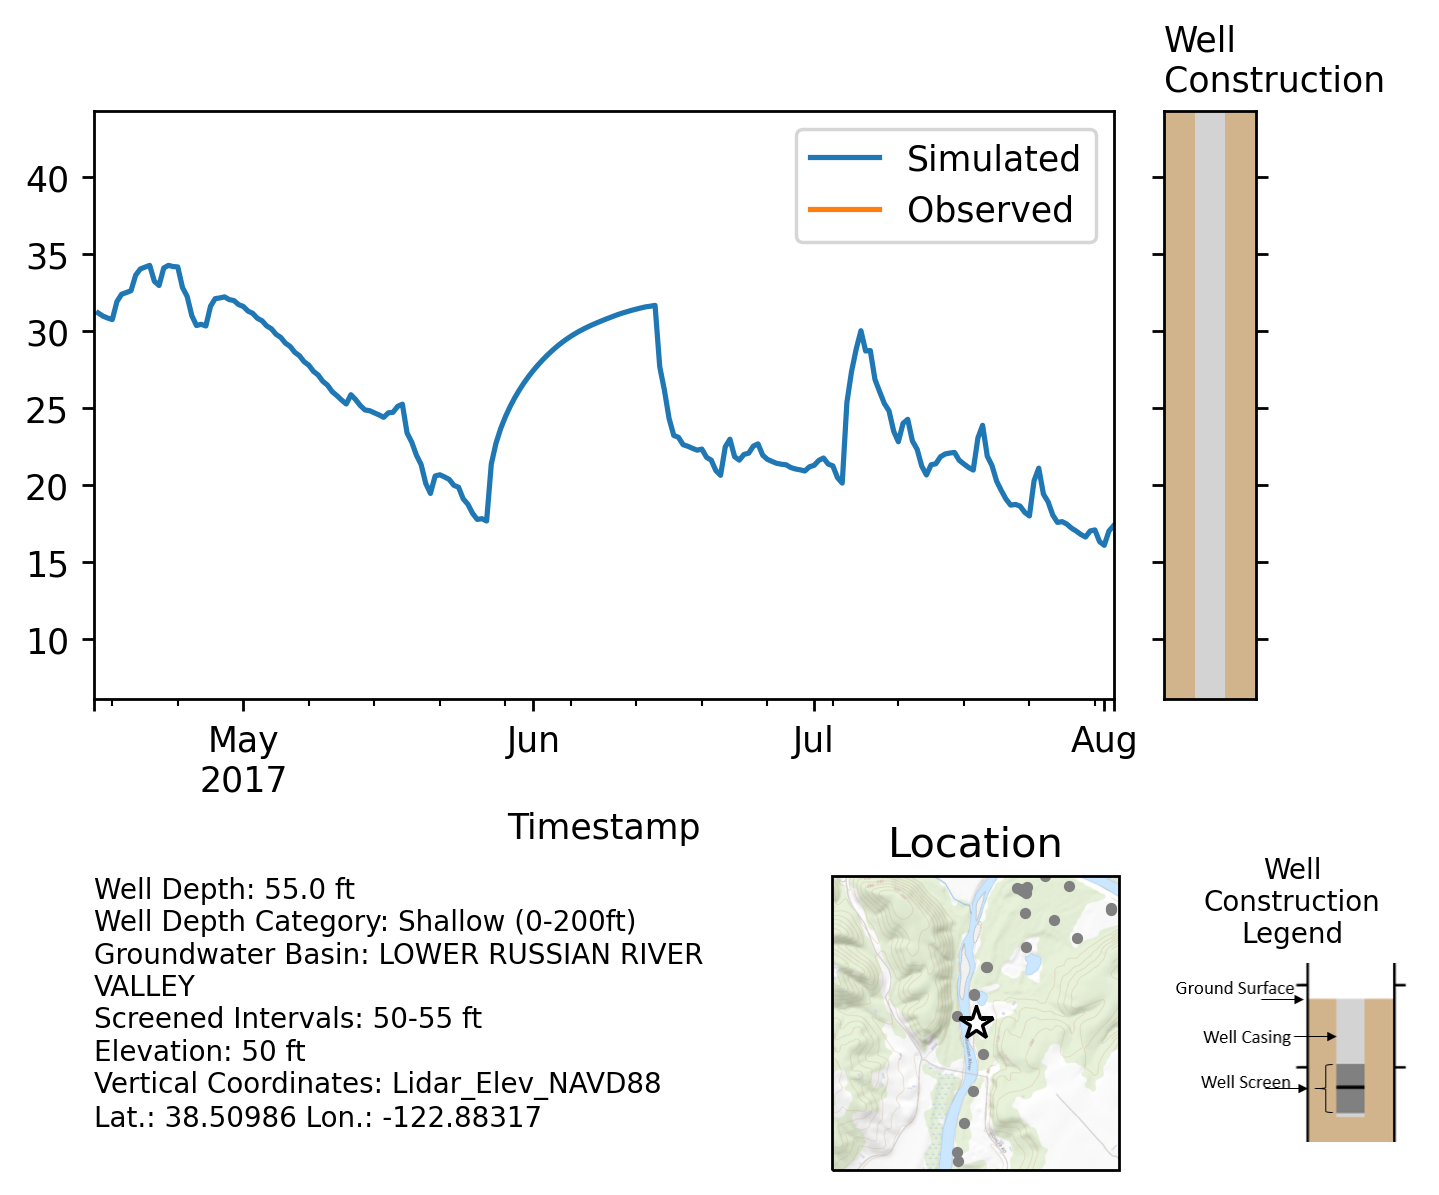 Well
Construction
Simulated
Observed
40
35
30
25
20
15
10
May
2017
Jun
Jul
Aug
Timestamp
Well Depth: 55.0 ft
Well Depth Category: Shallow (0-200ft)
Groundwater Basin: LOWER RUSSIAN RIVER
VALLEY
Screened Intervals: 50-55 ft
Elevation: 50 ft
Vertical Coordinates: Lidar_Elev_NAVD88
Lat.: 38.50986 Lon.: -122.88317
Location
Well
Construction
Legend
Ground Surface
Well Casing
Well Screen